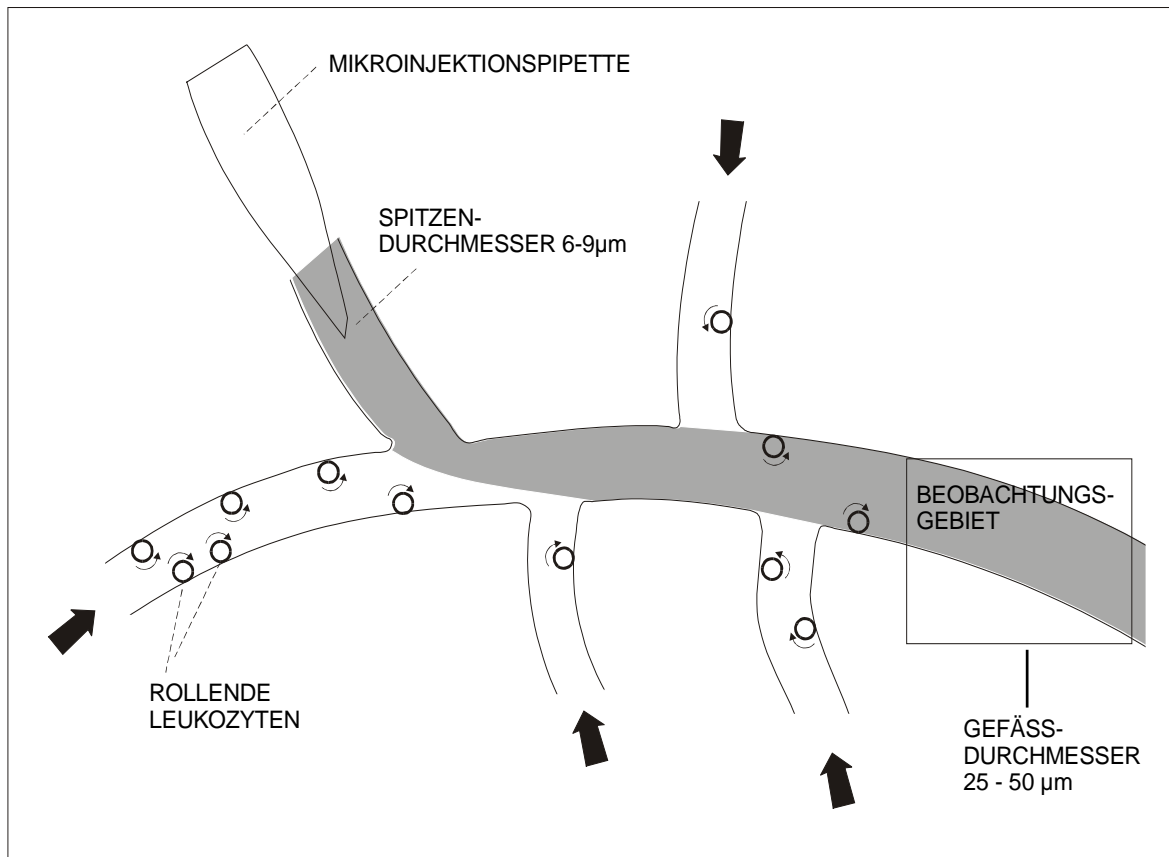 MIKROINJEKTIONSPIPETTE
SPITZEN-
DURCHMESSER 6-9µm
BEOBACHTUNGS-
GEBIET
ROLLENDE
LEUKOZYTEN
GEFÄSS-
DURCHMESSER
25 - 50 µm